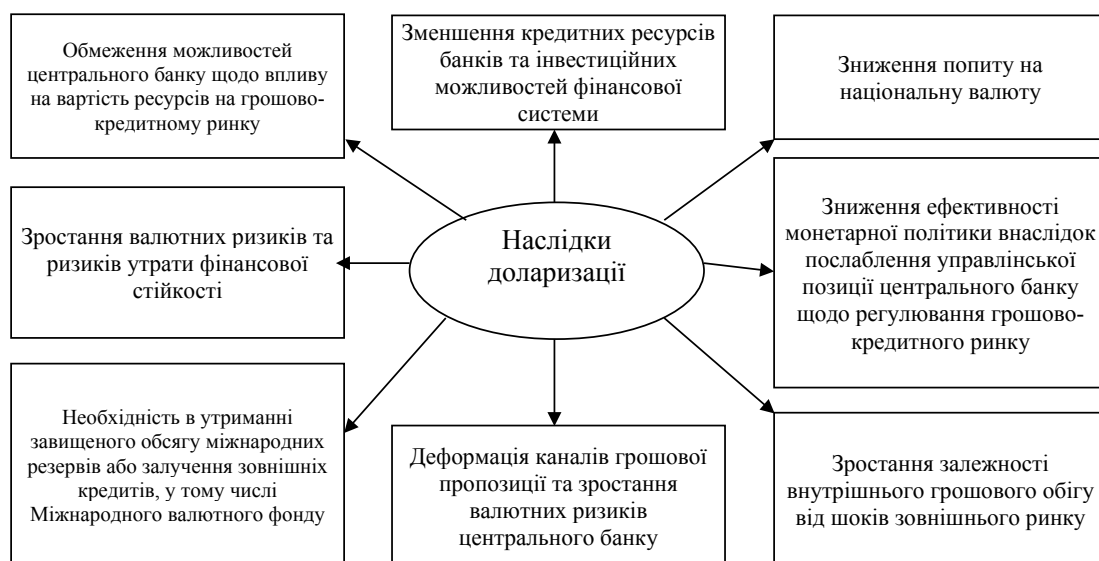 Обмеження можливостей
центрального банку щодо впливу
на вартість ресурсів на грошово-
кредитному ринку
Зменшення кредитних ресурсів
банків та інвестиційних
можливостей фінансової
системи
Зниження попиту на
національну валюту
Зростання валютних ризиків та
ризиків утрати фінансової
стійкості
Наслідки
доларизації
Зниження ефективності
монетарної політики внаслідок
послаблення управлінської
позиції центрального банку
щодо регулювання грошово-
кредитного ринку
Необхідність в утриманні
завищеного обсягу міжнародних
резервів або залучення зовнішніх
кредитів, у тому числі
Міжнародного валютного фонду
Деформація каналів грошової
пропозиції та зростання
валютних ризиків
центрального банку
Зростання залежності
внутрішнього грошового обігу
від шоків зовнішнього ринку